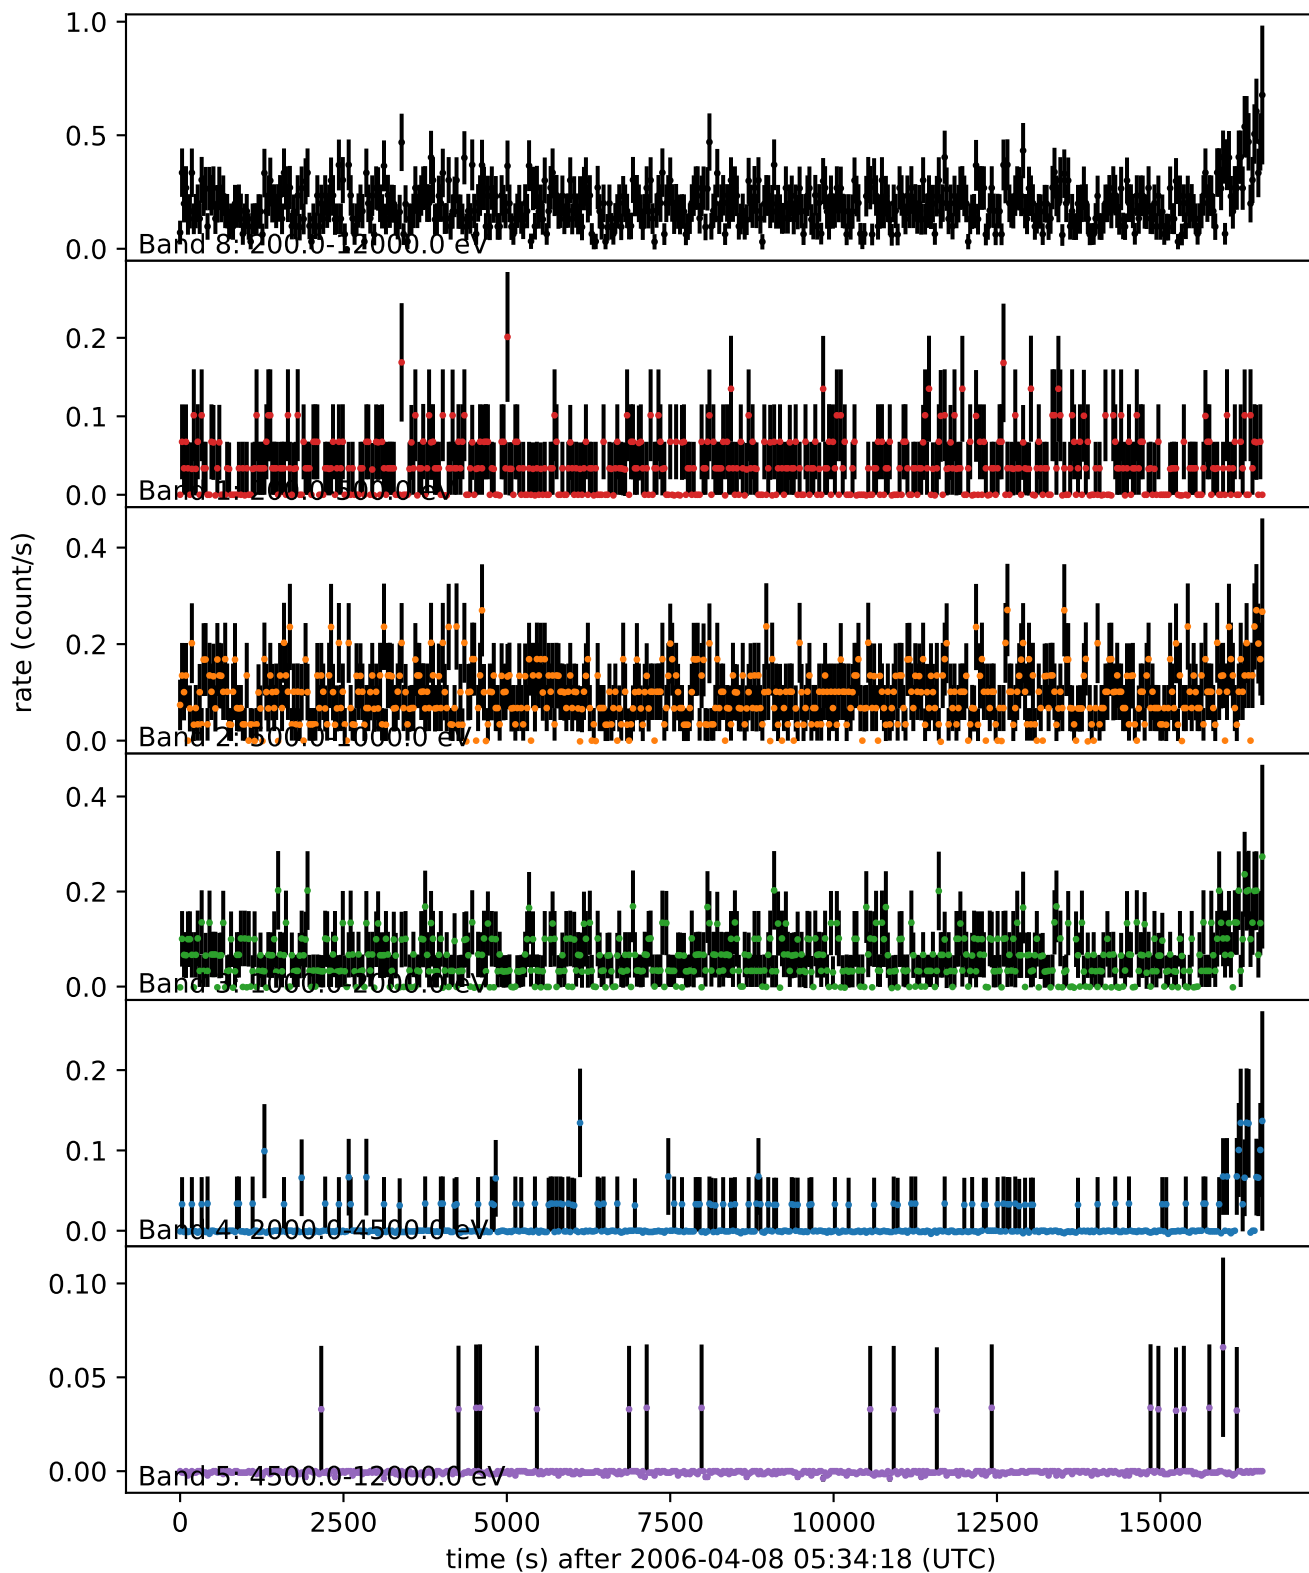 1.0
0.5
0.0
Band 8: 200.0-12000.0 eV
0.2
0.1
0.0
Band 1: 200.0-500.0 eV
rate (count/s)
0.4
0.2
0.0
Band 2: 500.0-1000.0 eV
0.4
0.2
0.0
Band 3: 1000.0-2000.0 eV
0.2
0.1
0.0
Band 4: 2000.0-4500.0 eV
0.10
0.05
0.00
Band 5: 4500.0-12000.0 eV
0 2500 5000 7500 10000 12500 15000
time (s) after 2006-04-08 05:34:18 (UTC)